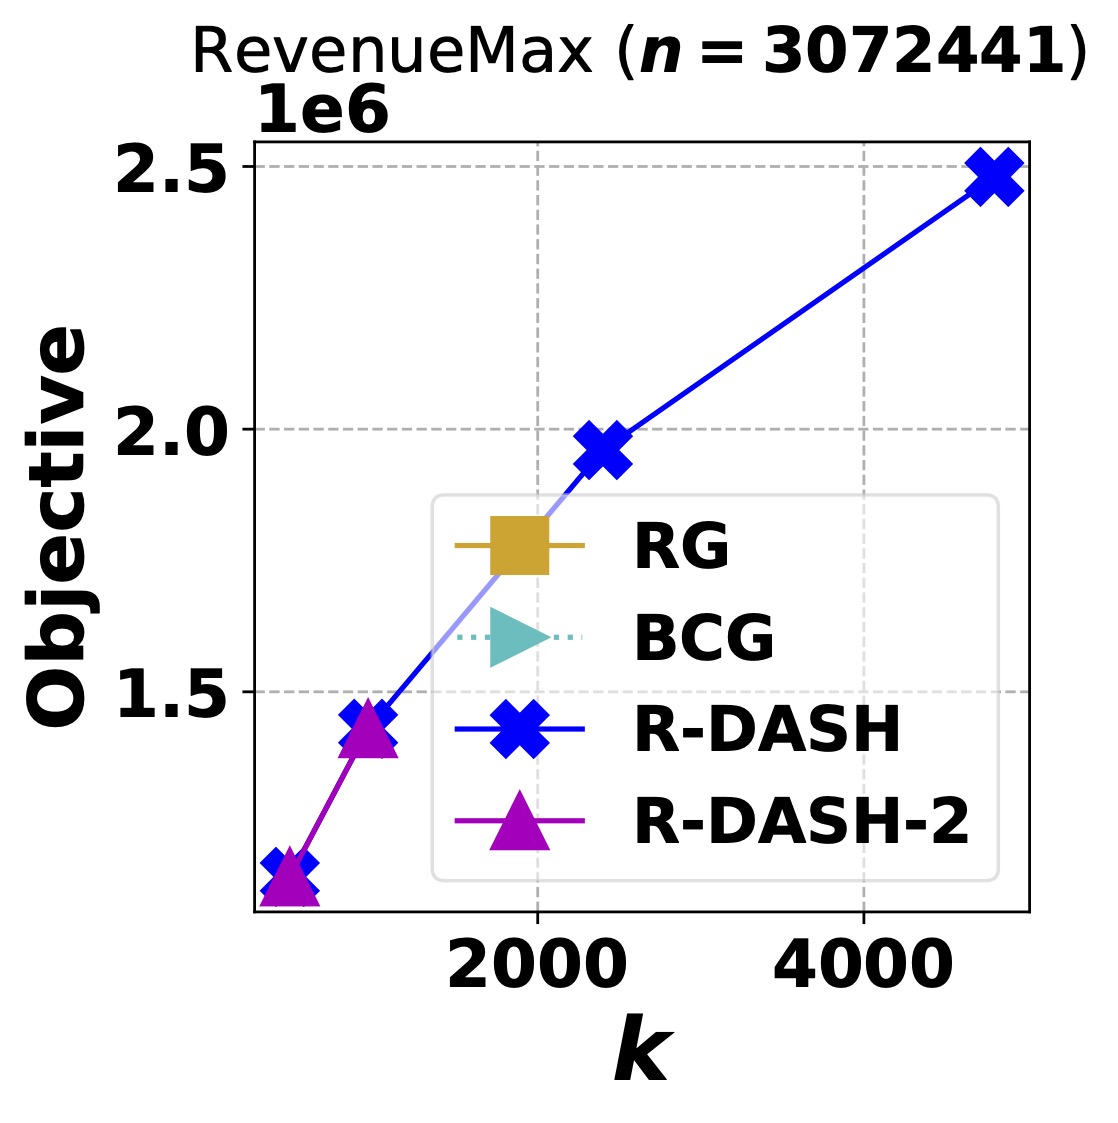 RevenueMax (n = 3072441)
1e6
2.5
2.0
1.5
Objective
RG
BCG
R-DASH
R-DASH-2
2000 4000
k